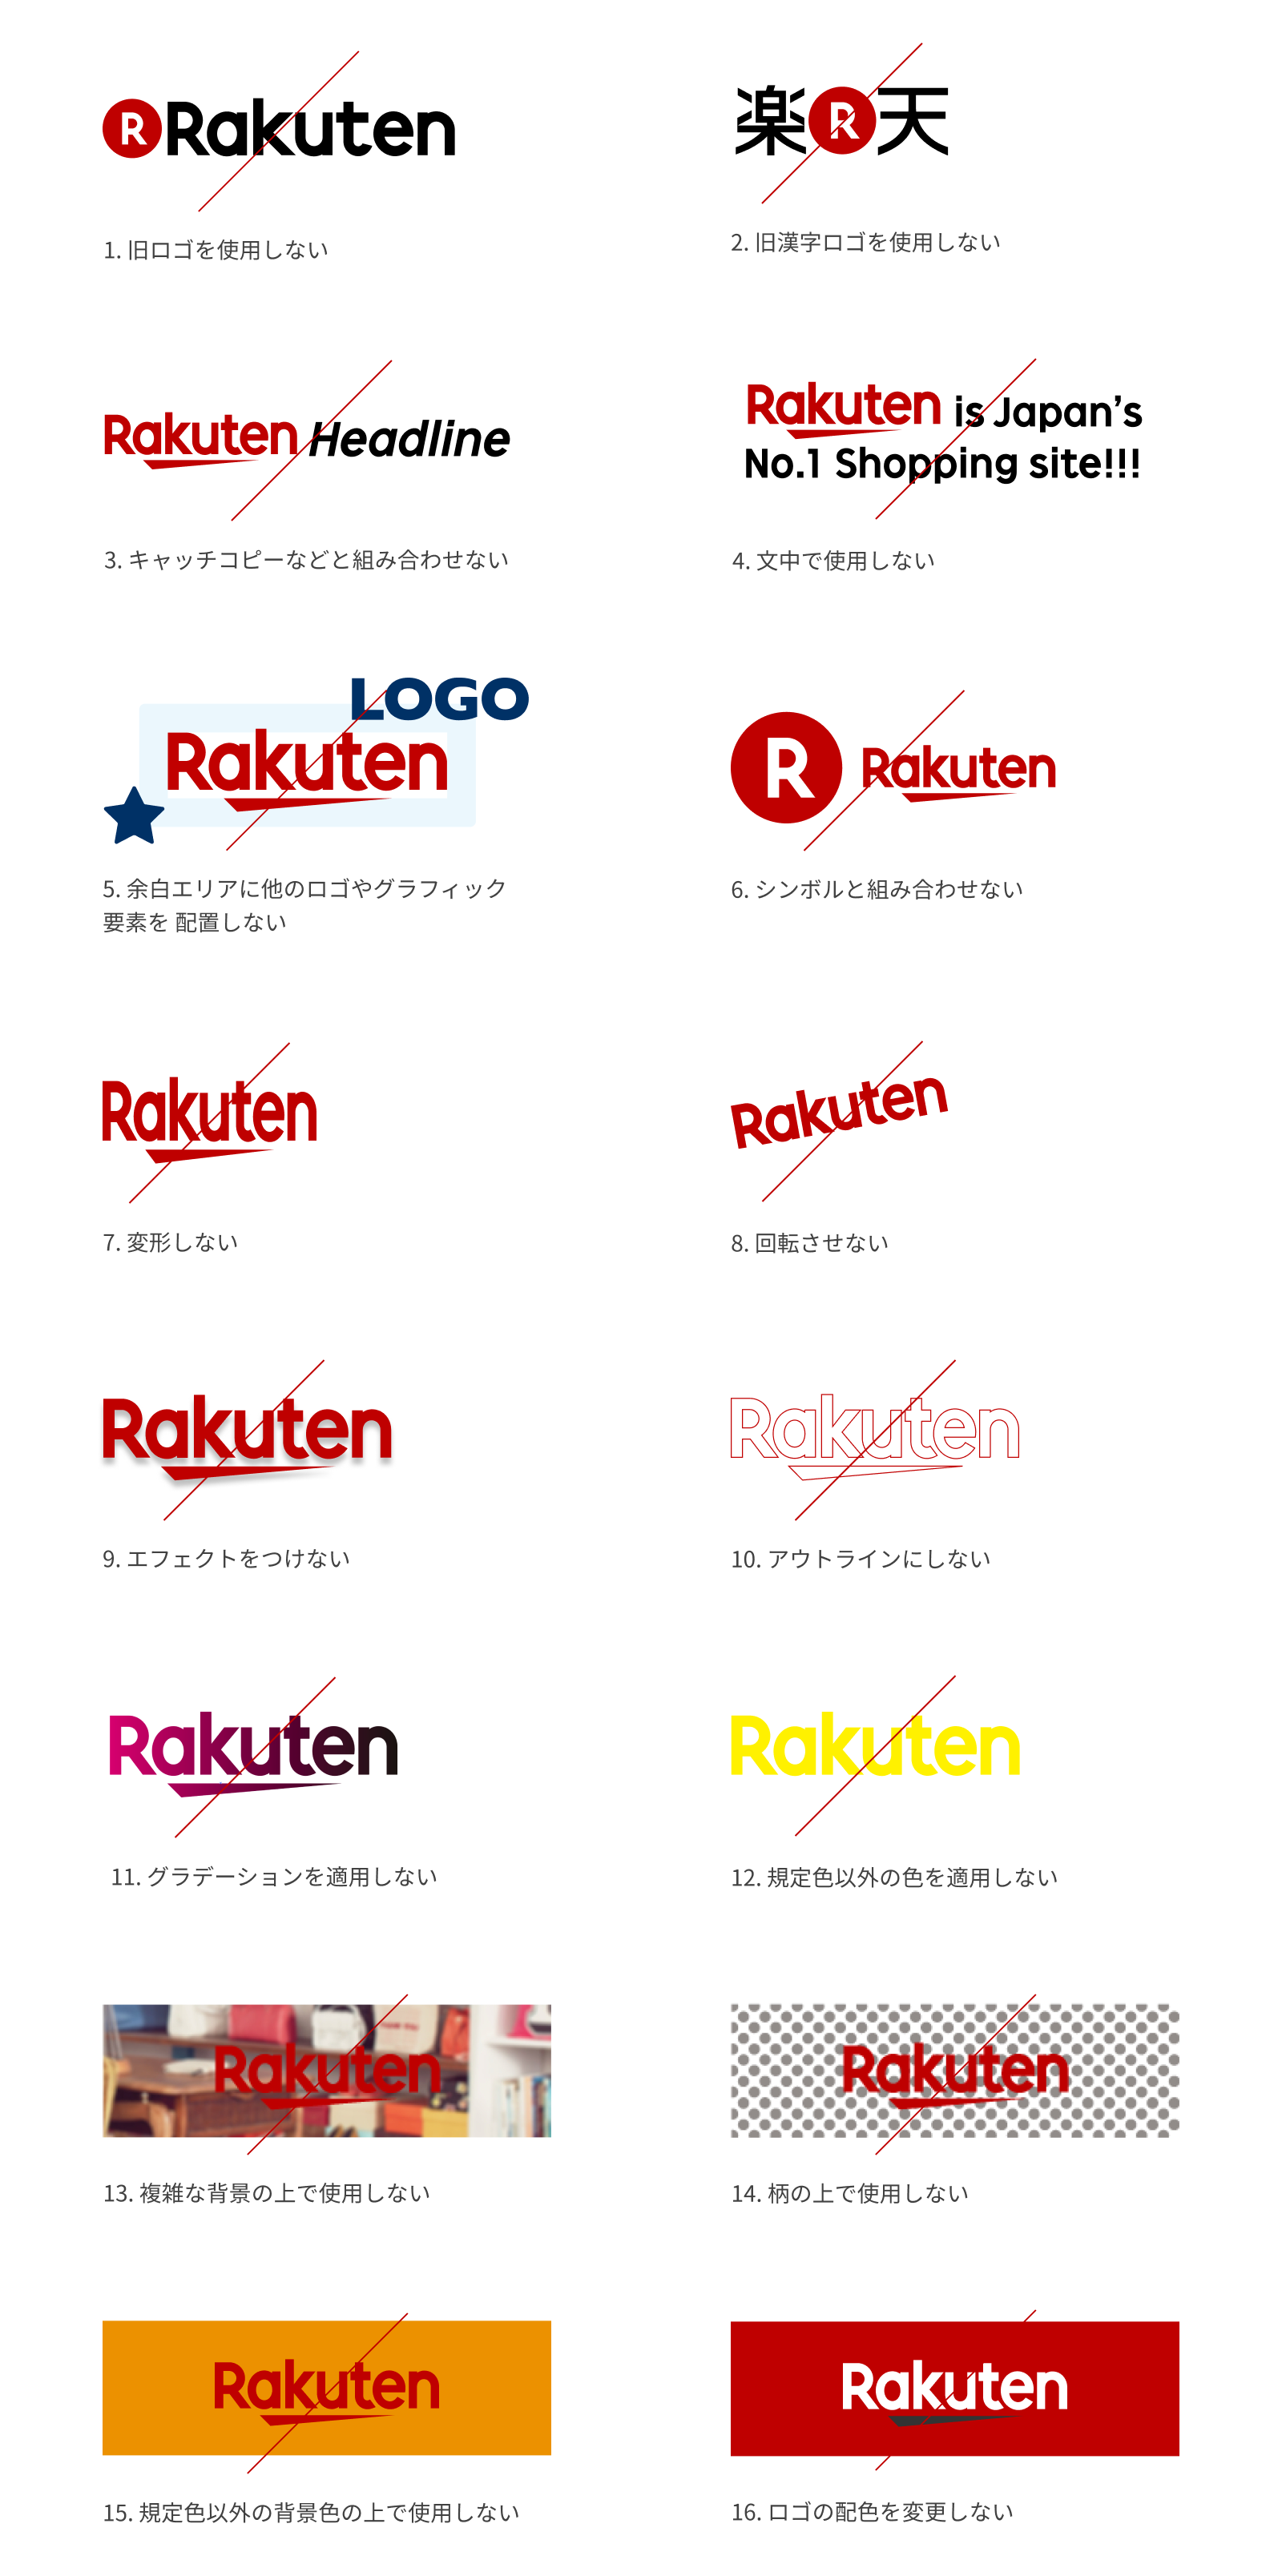 R Rakuten
楽R天
1. 旧ロゴを使用しない
2. 旧漢字ロゴを使用しない
Rakuten Headline
Rakuten is Japan's
No.1 Shopping site!!!
3. キャッチコピーなどと組み合わせない
4. 文中で使用しない
LOGO
Rakuten
R Rakuten
5. 余白エリアに他のロゴやグラフィック
要素を 配置しない
6. シンボルと組み合わせない
Rakuten
Rakuten
7. 変形しない
8. 回転させない
Rakuten
Rakuten
9. エフェクトをつけない
10. アウトラインにしない
Rakuten
Rakuten
11. グラデーションを適用しない
12. 規定色以外の色を適用しない
Rakuten
Rakuten
13. 複雑な背景の上で使用しない
14. 柄の上で使用しない
Rakuten
Rakuten
15. 規定色以外の背景色の上で使用しない
16. ロゴの配色を変更しない